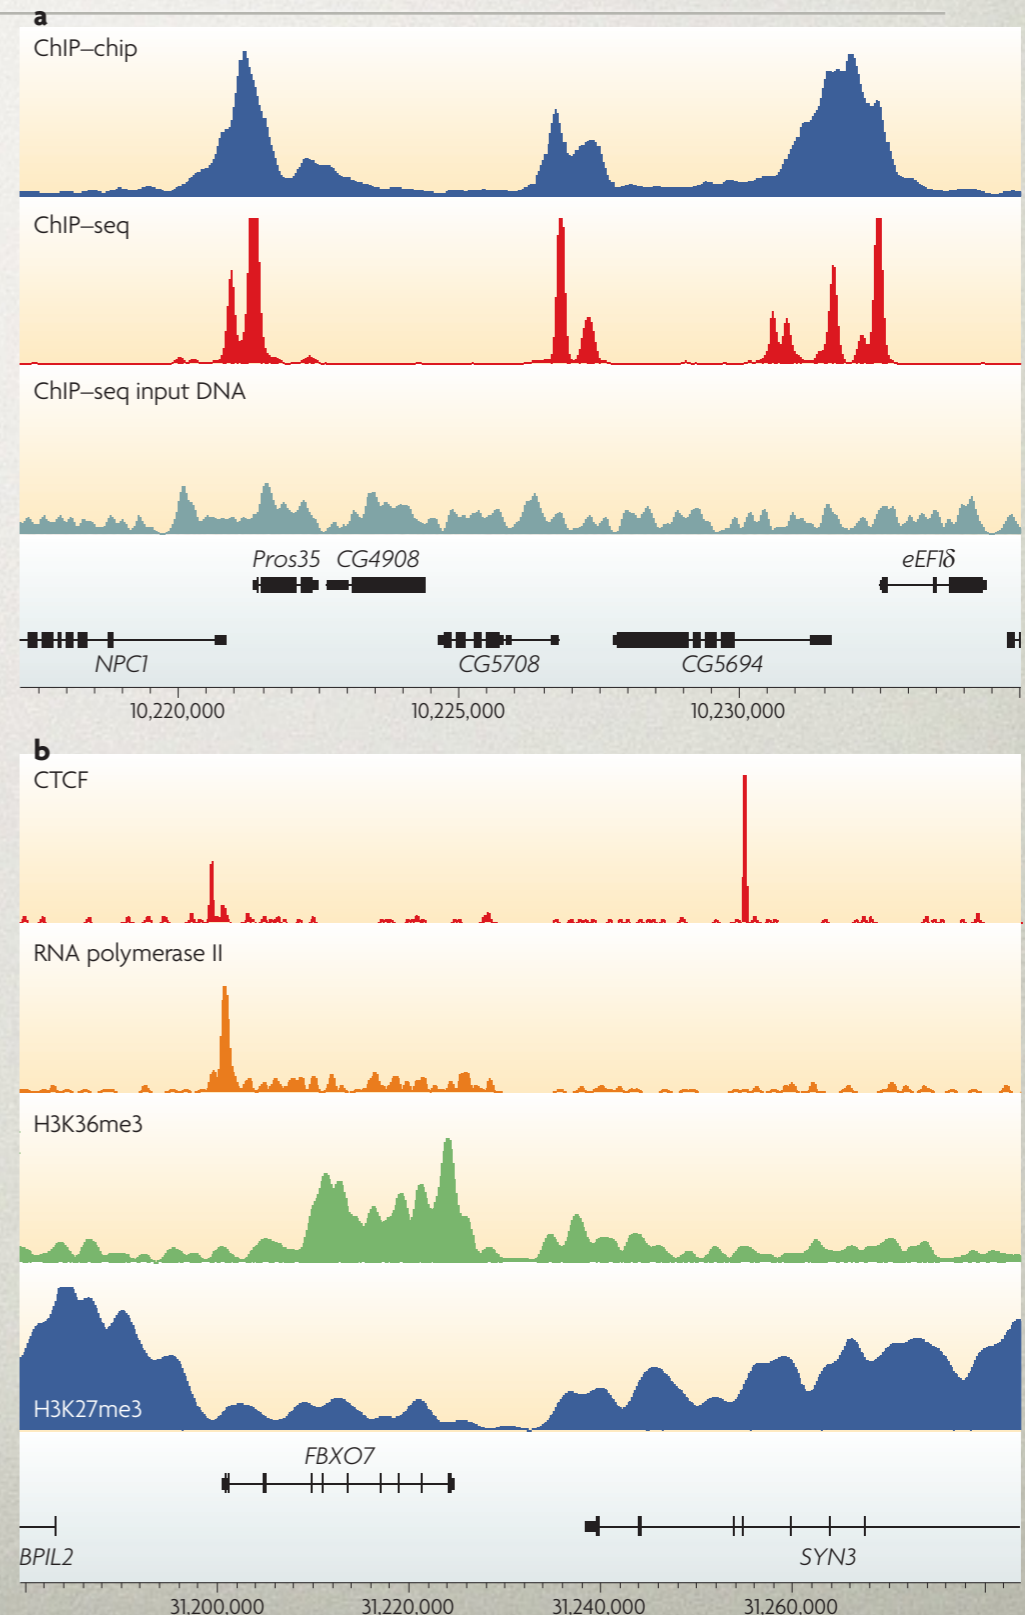 a
ChIP–chip
ChIP–seq
ChIP–seq input DNA
Pros35 CG4908 eEF1δ
NPC1 CG5708 CG5694
10,220,000 10,225,000 10,230,000
b
CTCF
RNA polymerase II
H3K36me3
H3K27me3
FBXO7
BPIL2 SYN3
31,200,000 31,220,000 31,240,000 31,260,000